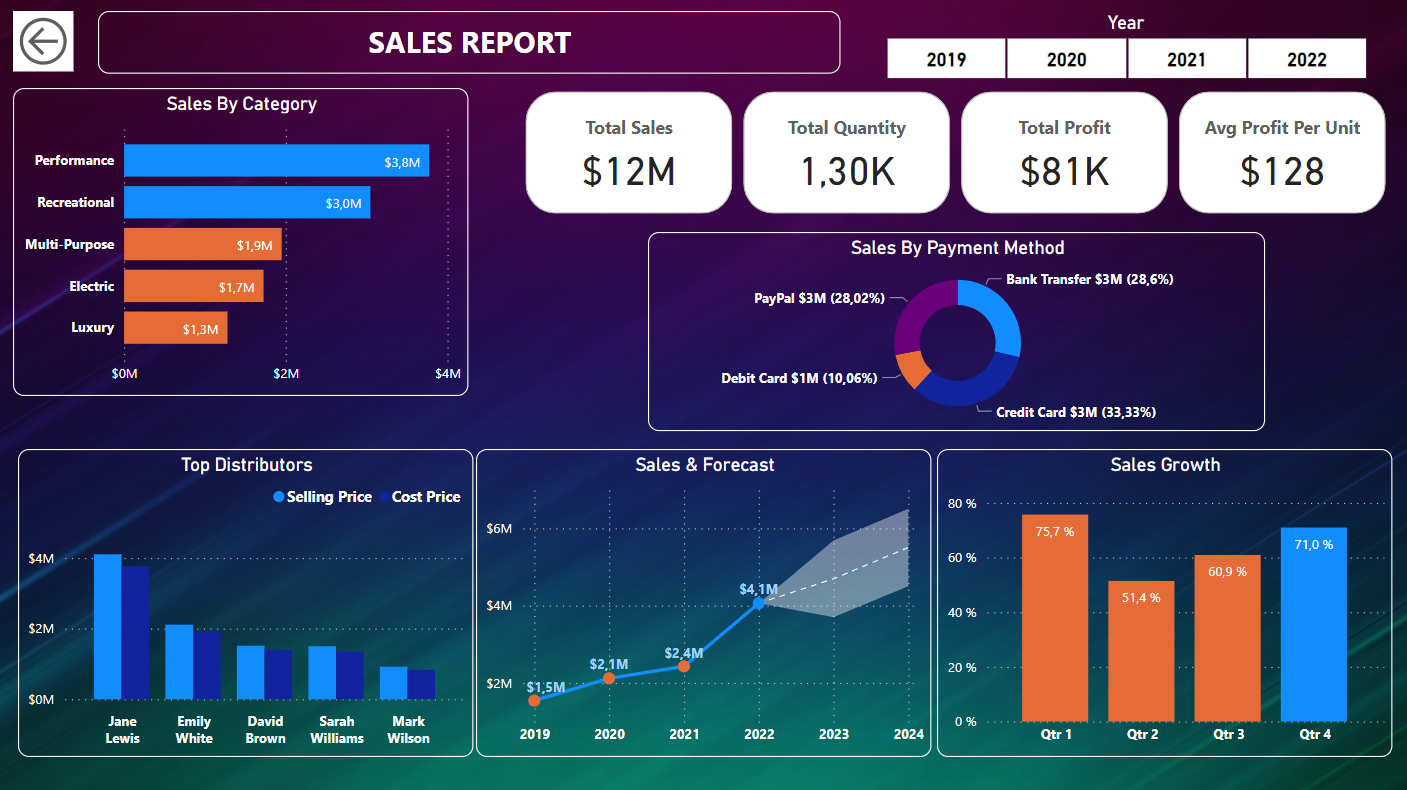 SALES REPORT
Year
2019 2020 2021 2022
Sales By Category
Performance $3,8M
Recreational $3,0M
Multi-Purpose $1,9M
Electric $1,7M
Luxury $1,3M
$0M $2M $4M
Total Sales
$12M
Total Quantity
1,30K
Total Profit
$81K
Avg Profit Per Unit
$128
Sales By Payment Method
Bank Transfer $3M (28,6%)
PayPal $3M (28,02%)
Debit Card $1M (10,06%)
Credit Card $3M (33,33%)
Top Distributors
Selling Price Cost Price
$4M
$2M
$0M
Jane Lewis
Emily White
David Brown
Sarah Williams
Mark Wilson
Sales & Forecast
$6M
$4M
$2M
$1,5M
$2,1M
$2,4M
$4,1M
2019 2020 2021 2022 2023 2024
Sales Growth
80 %
60 %
40 %
20 %
0 %
75,7 %
51,4 %
60,9 %
71,0 %
Qtr 1 Qtr 2 Qtr 3 Qtr 4